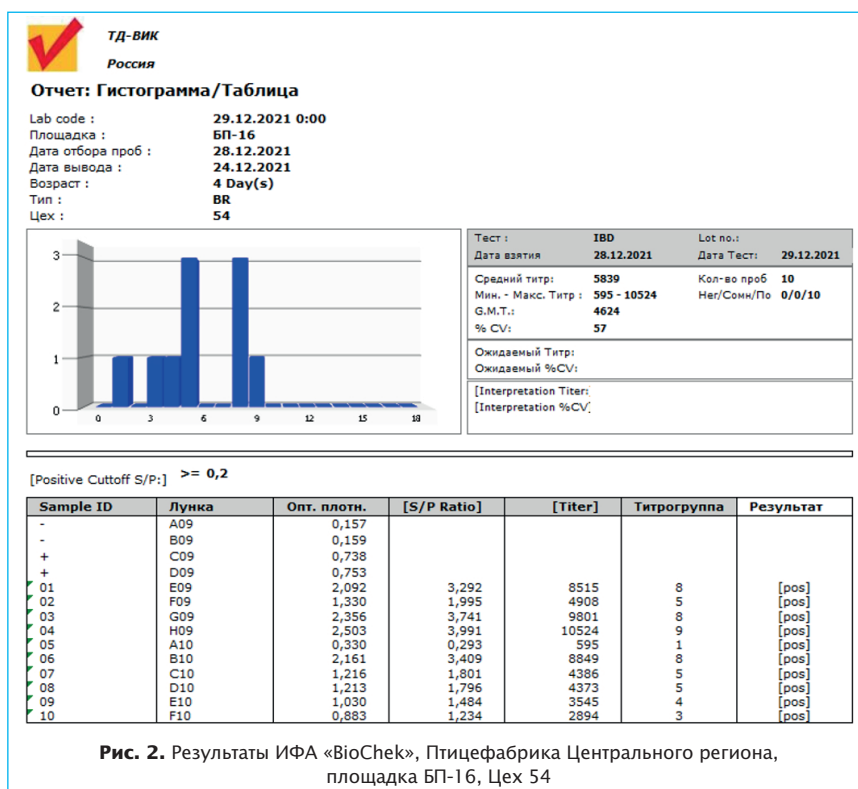 ТД-ВИК
Россия
Отчет: Гистограмма/Таблица
Lab code : 29.12.2021 0:00
Площадка : БП-16
Дата отбора проб : 28.12.2021
Дата вывода : 24.12.2021
Возраст : 4 Day(s)
Тип : BR
Цех : 54
3
2
1
0
0 3 6 9 12 15 18
Тест : IBD Lot no.:
Дата взятия 28.12.2021 Дата Тест: 29.12.2021
Средний титр: 5839 Кол-во проб 10
Мин. - Макс. Титр : 595 - 10524 Нег/Сомн/По 0/0/10
G.M.T.: 4624
% CV: 57
Ожидаемый Титр:
Ожидаемый %CV:
[Interpretation Titer:
[Interpretation %CV]
[Positive Cuttoff S/P:] >= 0,2
Sample ID Лунка Опт. плотн. [S/P Ratio] [Titer] Титрогруппа Результат
- A09 0,157
- B09 0,159
+ C09 0,738
+ D09 0,753
01 E09 2,092 3,292 8515 8 [pos]
02 F09 1,330 1,995 4908 5 [pos]
03 G09 2,356 3,741 9801 8 [pos]
04 H09 2,503 3,991 10524 9 [pos]
05 A10 0,330 0,293 595 1 [pos]
06 B10 2,161 3,409 8849 8 [pos]
07 C10 1,216 1,801 4386 5 [pos]
08 D10 1,213 1,796 4373 5 [pos]
09 E10 1,030 1,484 3545 4 [pos]
10 F10 0,883 1,234 2894 3 [pos]
Рис. 2. Результаты ИФА «BioChek», Птицефабрика Центрального региона,
площадка БП-16, Цех 54